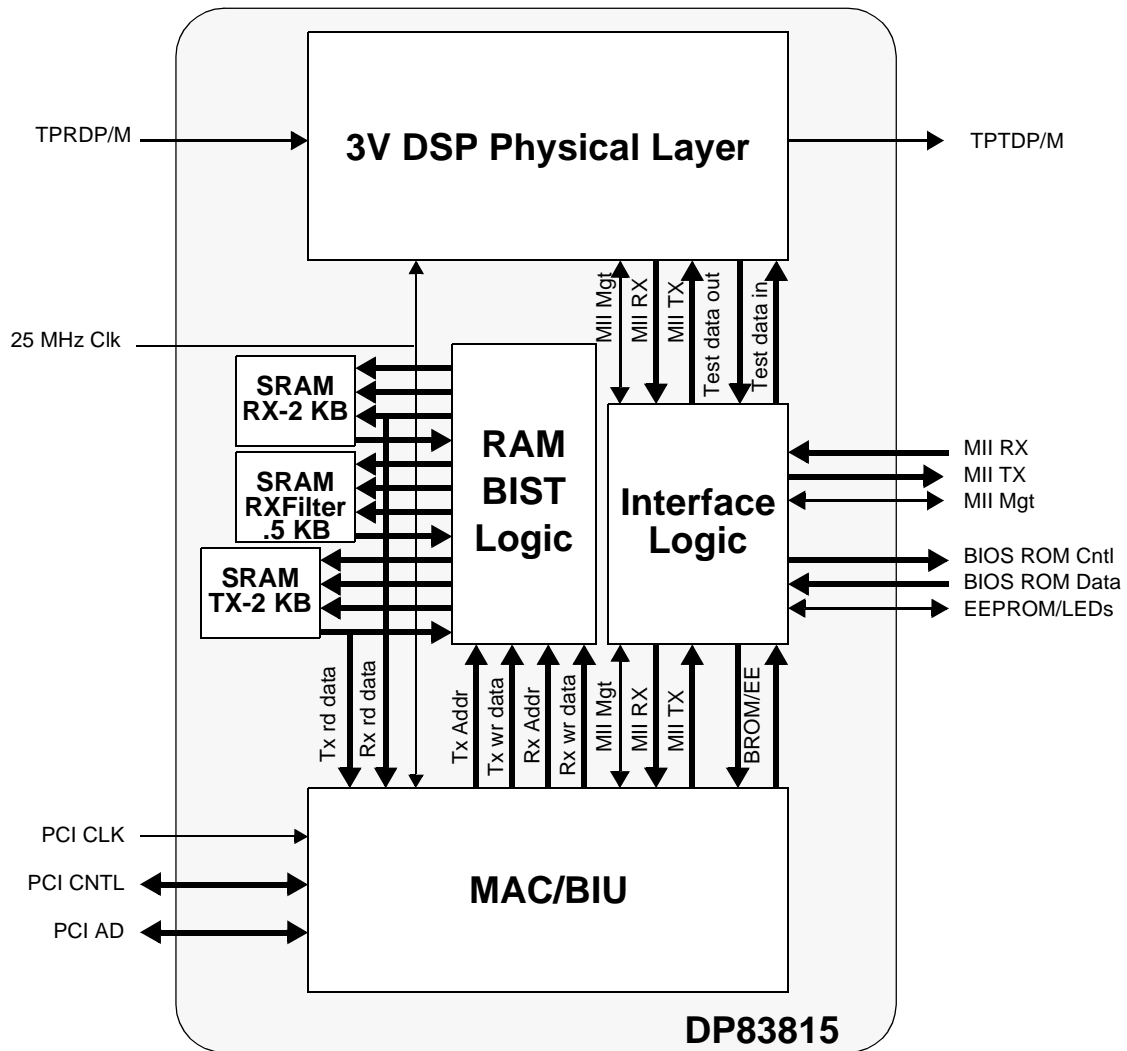 3V DSP Physical Layer
TPRDP/M
TPTDP/M
MII Mgt
MII RX
MII TX
Test data out
Test data in
25 MHz Clk
SRAM
RX-2 KB
SRAM
RXFilter
.5 KB
SRAM
TX-2 KB
RAM
BIST
Logic
Interface
Logic
MII RX
MII TX
MII Mgt
BIOS ROM Cntl
BIOS ROM Data
EEPROM/LEDs
Tx rd data
Rx rd data
Tx Addr
Tx wr data
Rx Addr
Rx wr data
MII Mgt
MII RX
MII TX
BROM/EE
PCI CLK
PCI CNTL
PCI AD
MAC/BIU
DP83815